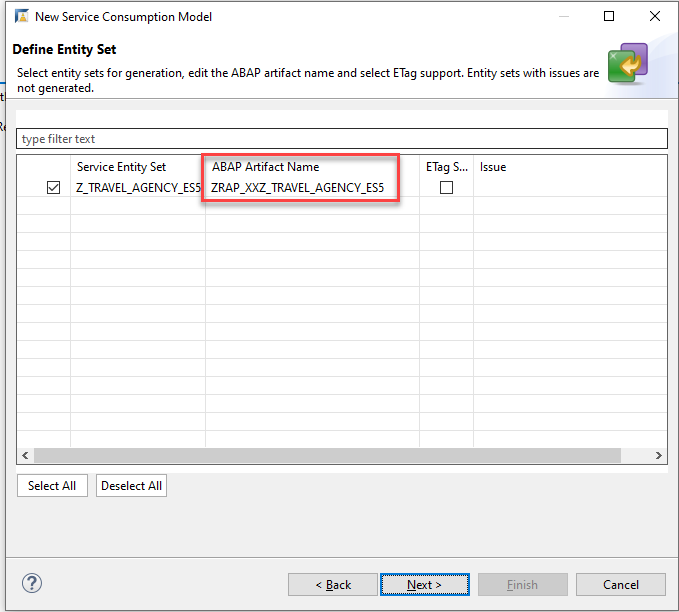 New Service Consumption Model
Define Entity Set
Select entity sets for generation, edit the ABAP artifact name and select ETag support. Entity sets with issues are
not generated.
type filter text
Service Entity Set ABAP Artifact Name ETag S... Issue
Z_TRAVEL_AGENCY_ES5 ZRAP_XXZ_TRAVEL_AGENCY_ES5
Select All Deselect All
? < Back Next > Finish Cancel